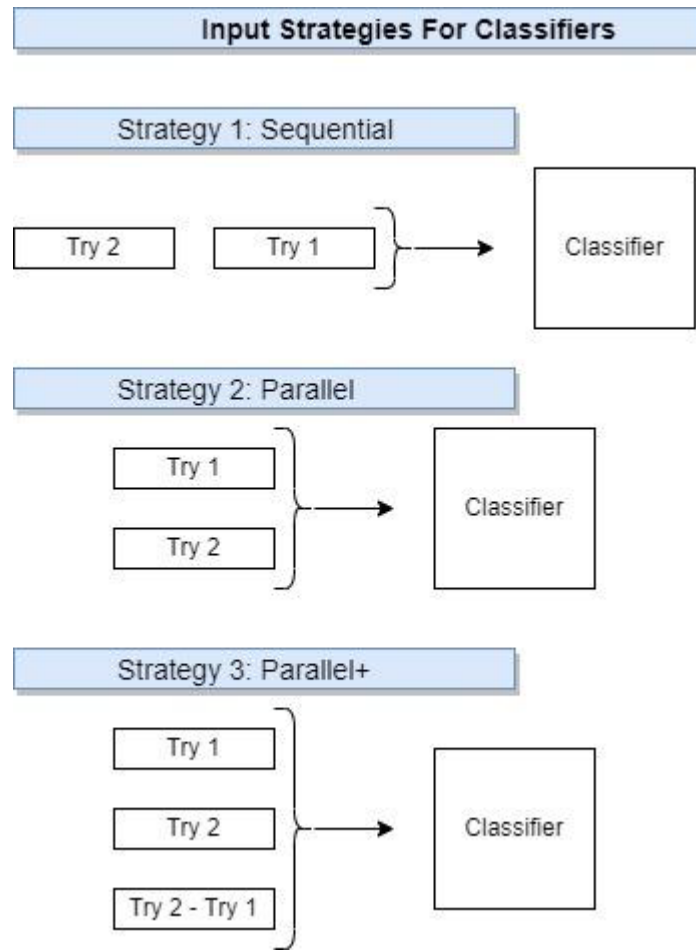 Input Strategies For Classifiers
Strategy 1: Sequential
Try 2 Try 1 Classifier
Strategy 2: Parallel
Try 1
Classifier
Try 2
Strategy 3: Parallel+
Try 1
Try 2 Classifier
Try 2 - Try 1